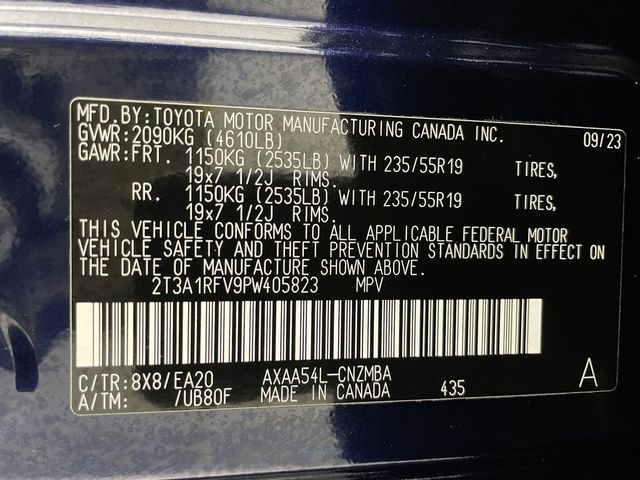 MFD.BY:TOYOTA MOTOR MANUFACTURING CANADA INC. 09/23
GVWR:2090KG (4610LB)
GAWR:FRT. 1150KG (2535LB) WITH 235/55R19 TIRES,
19x7 1/2J RIMS.
RR. 1150KG (2535LB) WITH 235/55R19 TIRES,
19x7 1/2J RIMS.
THIS VEHICLE CONFORMS TO ALL APPLICABLE FEDERAL MOTOR
VEHICLE SAFETY AND THEFT PREVENTION STANDARDS IN EFFECT ON
THE DATE OF MANUFACTURE SHOWN ABOVE.
2T3A1RFV9PW405823 MPV
C/TR:8X8/EA20 AXAA54L-CNZMBA 435 A
A/TM: /UB80F MADE IN CANADA